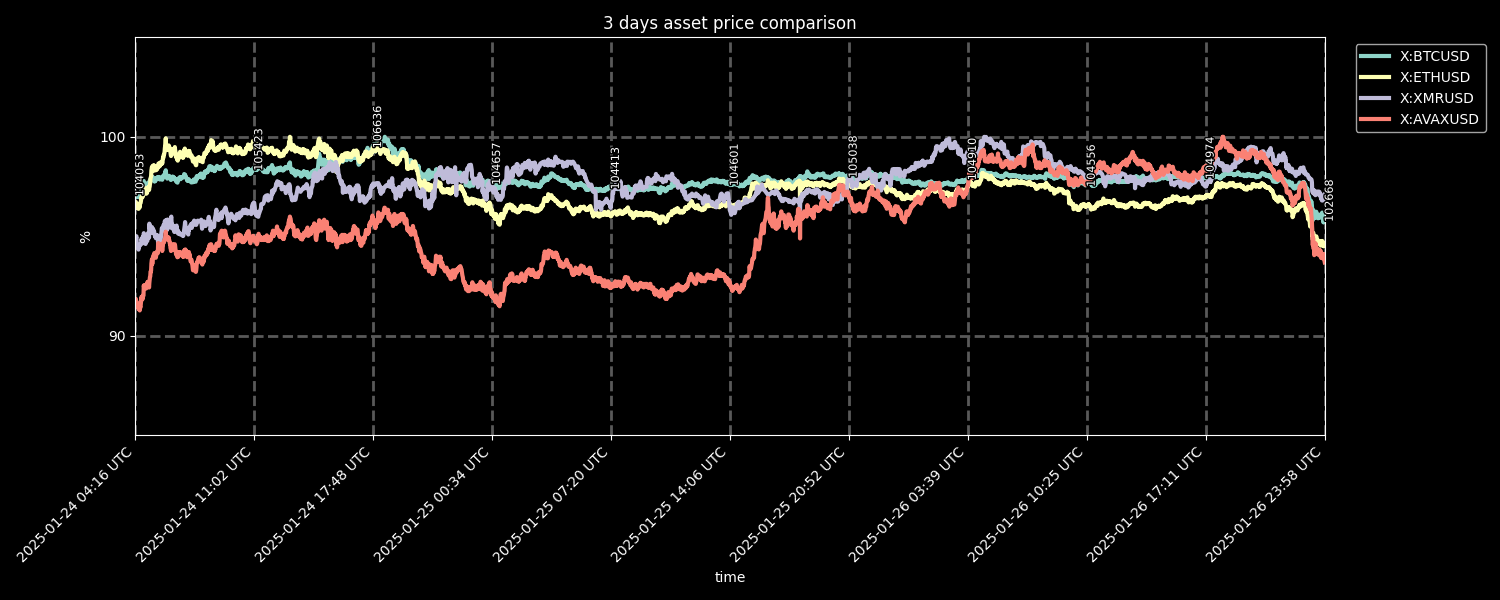 3 days asset price comparison
X:BTCUSD
X:ETHUSD
X:XMRUSD
X:AVAXUSD
100
90
%
104053
105423
106636
104657
104413
104601
105038
104910
104556
104974
102668
2025-01-24 04:16 UTC
2025-01-24 11:02 UTC
2025-01-24 17:48 UTC
2025-01-25 00:34 UTC
2025-01-25 07:20 UTC
2025-01-25 14:06 UTC
2025-01-25 20:52 UTC
2025-01-26 03:39 UTC
2025-01-26 10:25 UTC
2025-01-26 17:11 UTC
2025-01-26 23:58 UTC
time